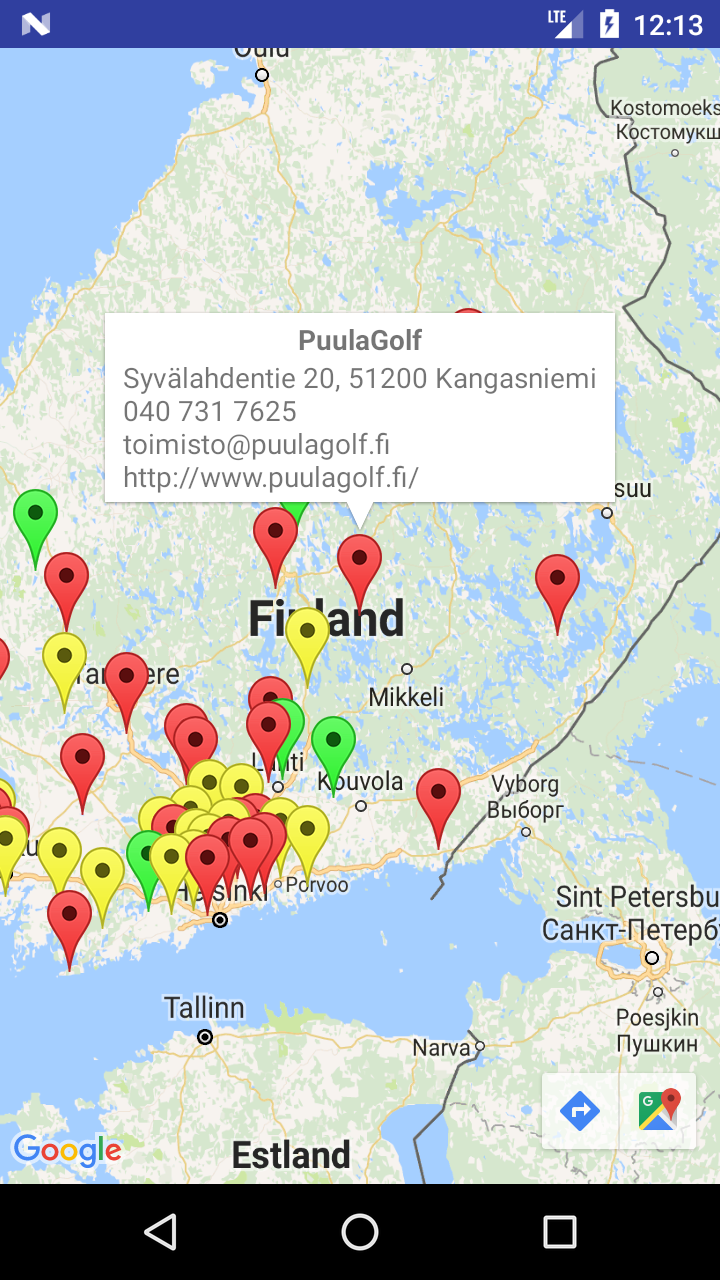 LTE 12:13
Oulu
Kostomoeks
Костомукш
PuulaGolf
Syvälahdentie 20, 51200 Kangasniemi
040 731 7625
toimisto@puulagolf.fi
http://www.puulagolf.fi/
suu
Finland
Mikkeli
Kouvola
Vyborg
Выборг
Porvoo
Helsinki
Sint Petersbu
Санкт-Петербу
Tallinn
Poesjkin
Пушкин
Narva
G
Estland
Google